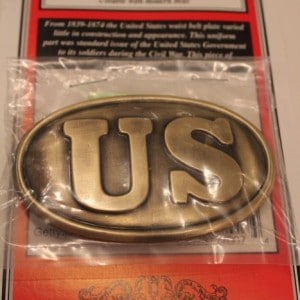 From 1839-1874 the United States waist belt plate varied
little in construction and appearance. This uniform
part was standard issue of the United States Government
to its soldiers during the Civil War. This piece of
US